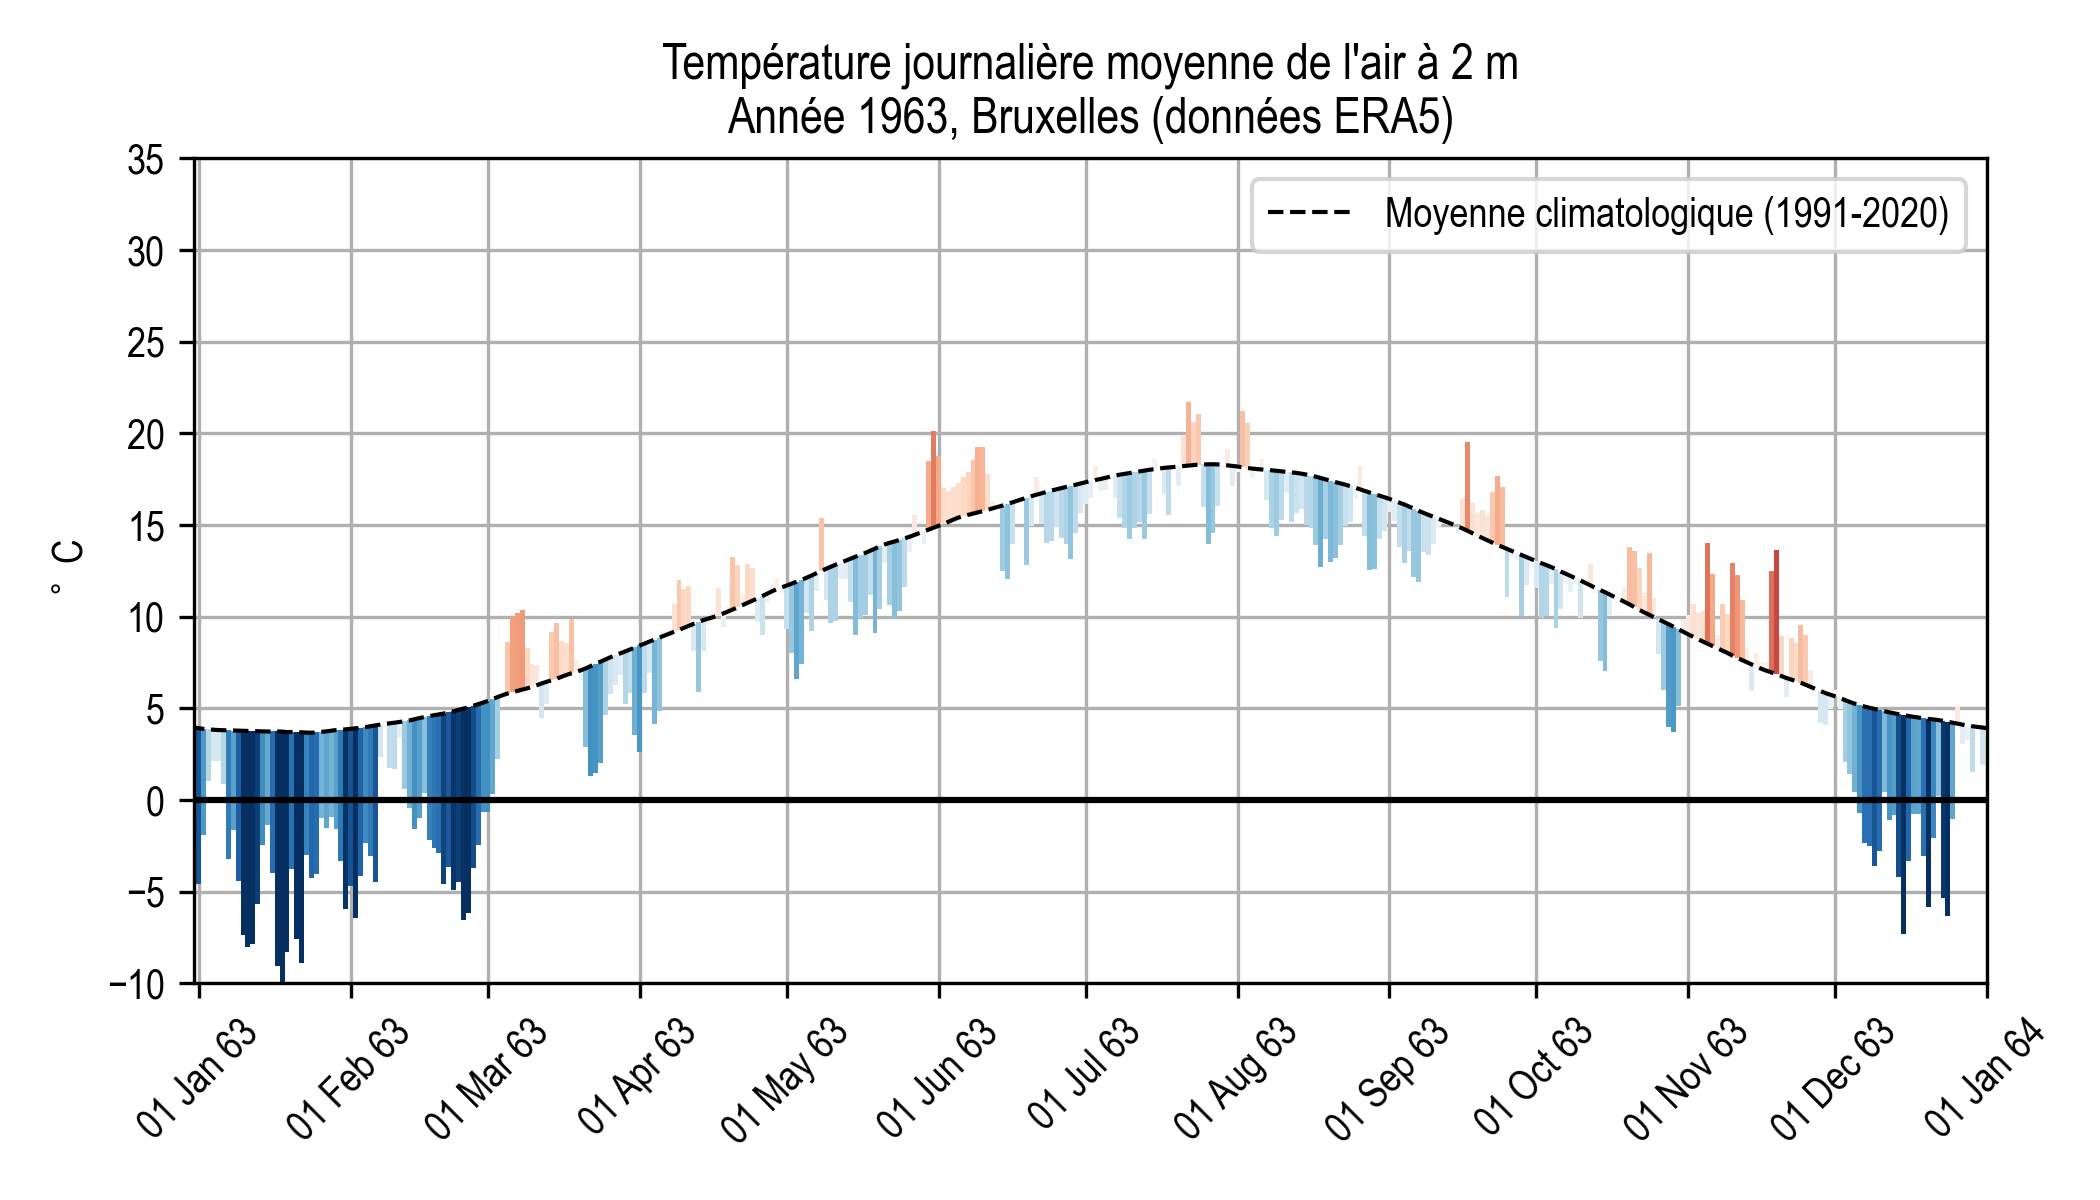 Température journalière moyenne de l'air à 2 m
Année 1963, Bruxelles (données ERA5)
Moyenne climatologique (1991-2020)
° C
35
30
25
20
15
10
5
0
−5
−10
01 Jan 63
01 Feb 63
01 Mar 63
01 Apr 63
01 May 63
01 Jun 63
01 Jul 63
01 Aug 63
01 Sep 63
01 Oct 63
01 Nov 63
01 Dec 63
01 Jan 64